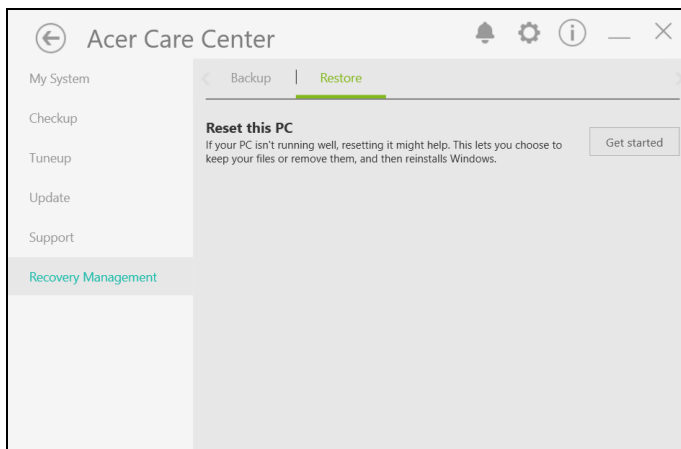 Acer Care Center
My System
Checkup
Tuneup
Update
Support
Recovery Management
Backup
Restore
Reset this PC
If your PC isn't running well, resetting it might help. This lets you choose to
keep your files or remove them, and then reinstalls Windows.
Get started